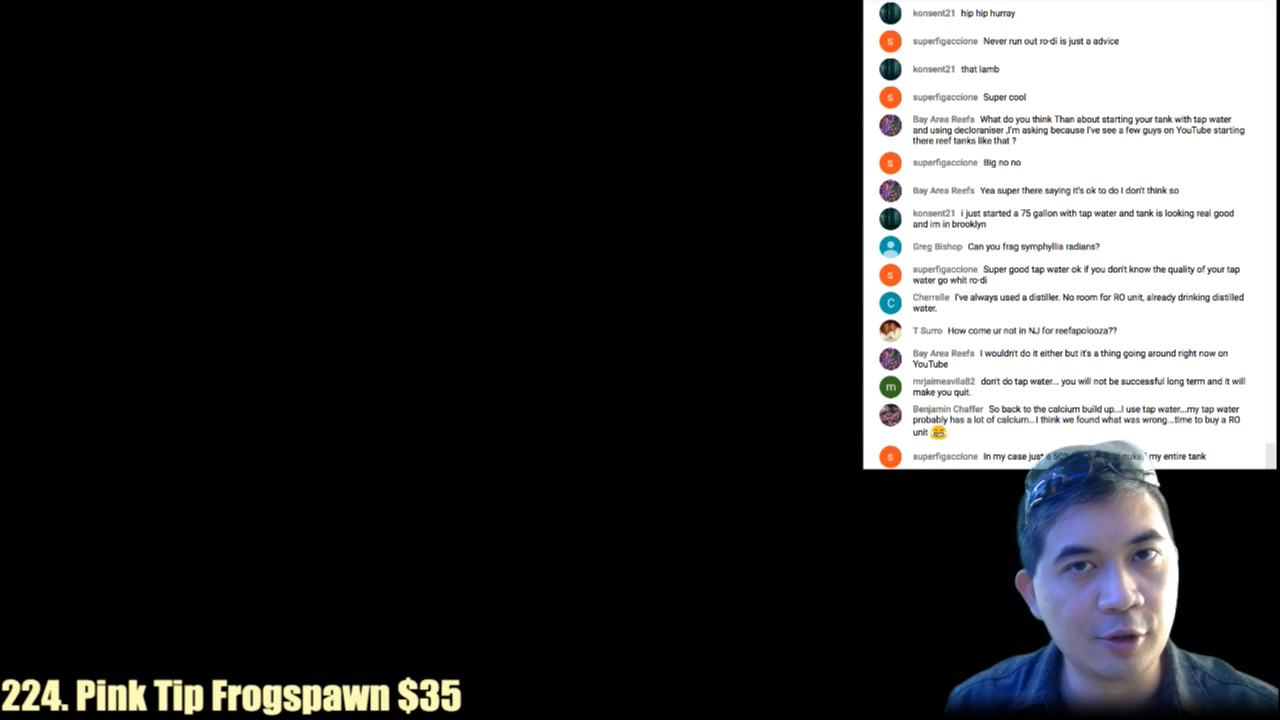 konsent21 hip hip hurray
S superfigaccione Never run out ro-di is just a advice
konsent21 that lamb
S superfigaccione Super cool
Bay Area Reefs What do you think Than about starting your tank with tap water
and using decloraniser ,I'm asking because I've see a few guys on YouTube starting
there reef tanks like that ?
S superfigaccione Big no no
Bay Area Reefs Yea super there saying it's ok to do I don't think so
konsent21 i just started a 75 gallon with tap water and tank is looking real good
and im in brooklyn
Greg Bishop Can you frag symphyllia radians?
S superfigaccione Super good tap water ok if you don't know the quality of your tap
water go whit ro-di
C Cherrelle I've always used a distiller. No room for RO unit, already drinking distilled
water.
T Surro How come ur not in NJ for reefapolooza??
Bay Area Reefs I wouldn't do it either but it's a thing going around right now on
YouTube
m mrjaimeavila82 don't do tap water... you will not be successful long term and it will
make you quit.
Benjamin Chaffer So back to the calcium build up...I use tap water...my tap water
probably has a lot of calcium...I think we found what was wrong...time to buy a RO
unit 😂
S superfigaccione In my case my entire tank
224. Pink Tip Frogspawn $35